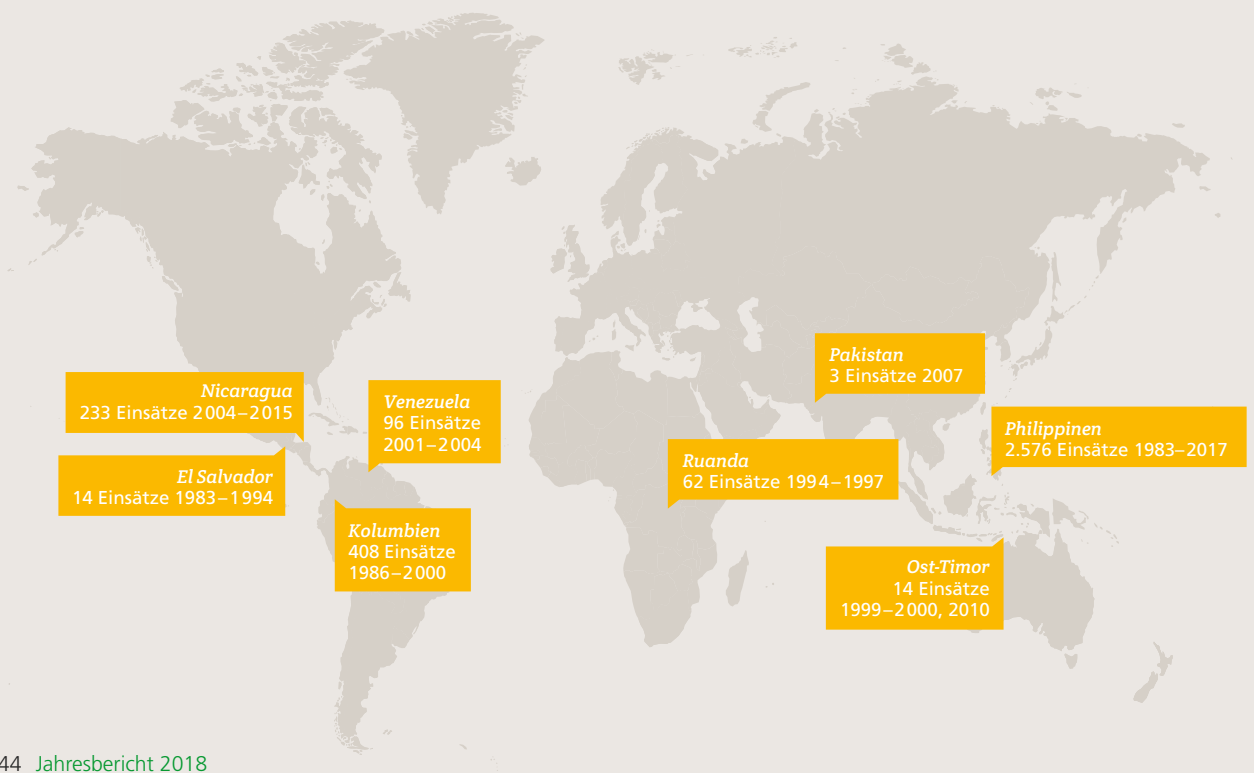 Nicaragua
233 Einsätze 2004–2015
El Salvador
14 Einsätze 1983–1994
Venezuela
96 Einsätze
2001–2004
Kolumbien
408 Einsätze
1986–2000
Pakistan
3 Einsätze 2007
Ruanda
62 Einsätze 1994–1997
Philippinen
2.576 Einsätze 1983–2017
Ost-Timor
14 Einsätze
1999–2000, 2010
44 Jahresbericht 2018